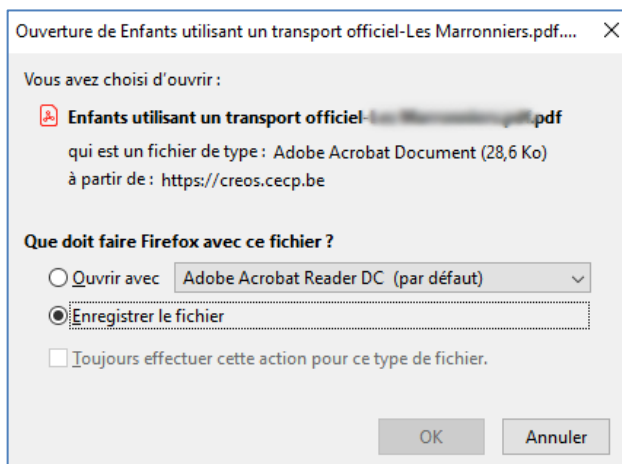 Ouverture de Enfants utilisant un transport officiel-Les Marronniers.pdf....
Vous avez choisi d'ouvrir :
Enfants utilisant un transport officiel- .pdf
qui est un fichier de type : Adobe Acrobat Document (28,6 Ko)
à partir de : https://creos.cecp.be
Que doit faire Firefox avec ce fichier ?
Ouvrir avec Adobe Acrobat Reader DC (par défaut)
Enregistrer le fichier
Toujours effectuer cette action pour ce type de fichier.
OK Annuler